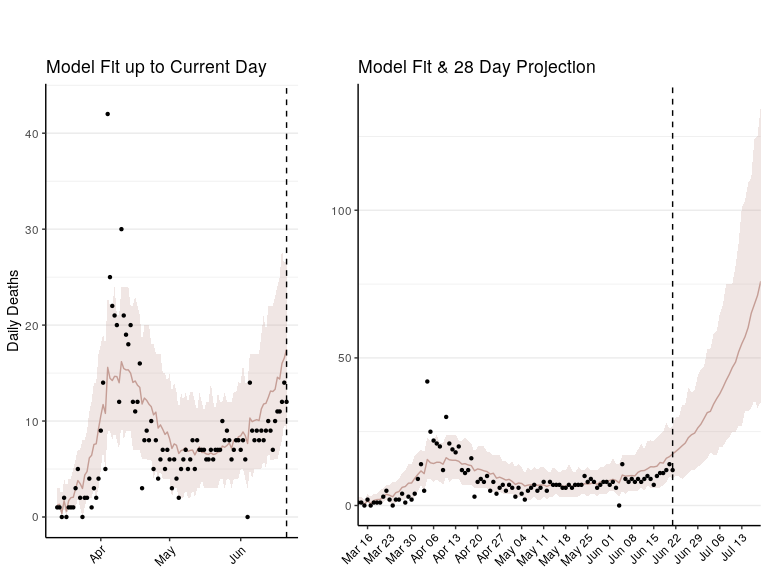 Model Fit up to Current Day
Model Fit & 28 Day Projection
Daily Deaths
40
30
20
10
0
Apr
May
Jun
100
50
0
Mar 16
Mar 23
Mar 30
Apr 06
Apr 13
Apr 20
Apr 27
May 04
May 11
May 18
May 25
Jun 01
Jun 08
Jun 15
Jun 22
Jun 29
Jul 06
Jul 13